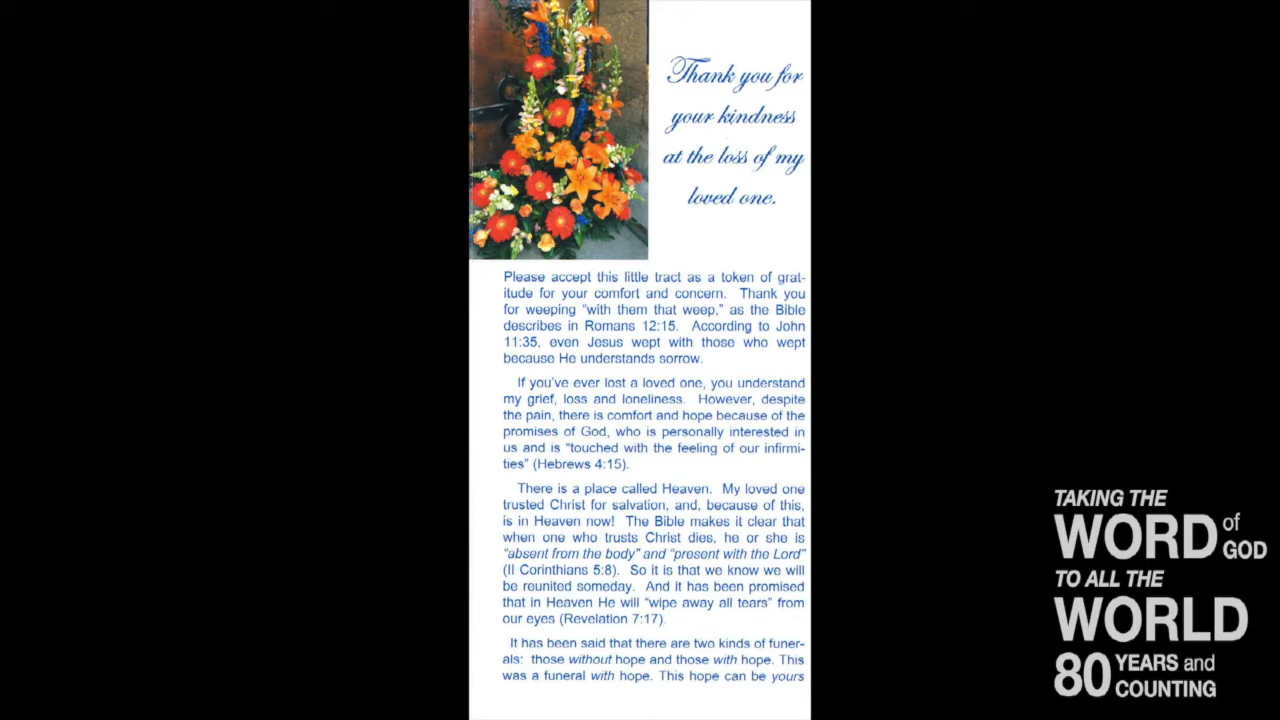 Thank you for
your kindness
at the loss of my
loved one.
Please accept this little tract as a token of grat-
itude for your comfort and concern. Thank you
for weeping “with them that weep,” as the Bible
describes in Romans 12:15. According to John
11:35, even Jesus wept with those who wept
because He understands sorrow.
If you’ve ever lost a loved one, you understand
my grief, loss and loneliness. However, despite
the pain, there is comfort and hope because of the
promises of God, who is personally interested in
us and is “touched with the feeling of our infirmi-
ties” (Hebrews 4:15).
There is a place called Heaven. My loved one
trusted Christ for salvation, and, because of this,
is in Heaven now! The Bible makes it clear that
when one who trusts Christ dies, he or she is
“absent from the body” and “present with the Lord”
(II Corinthians 5:8). So it is that we know we will
be reunited someday. And it has been promised
that in Heaven He will “wipe away all tears” from
our eyes (Revelation 7:17).
It has been said that there are two kinds of funer-
als: those without hope and those with hope. This
was a funeral with hope. This hope can be yours
TAKING THE
WORD of GOD
TO ALL THE
WORLD
80 YEARS and
COUNTING